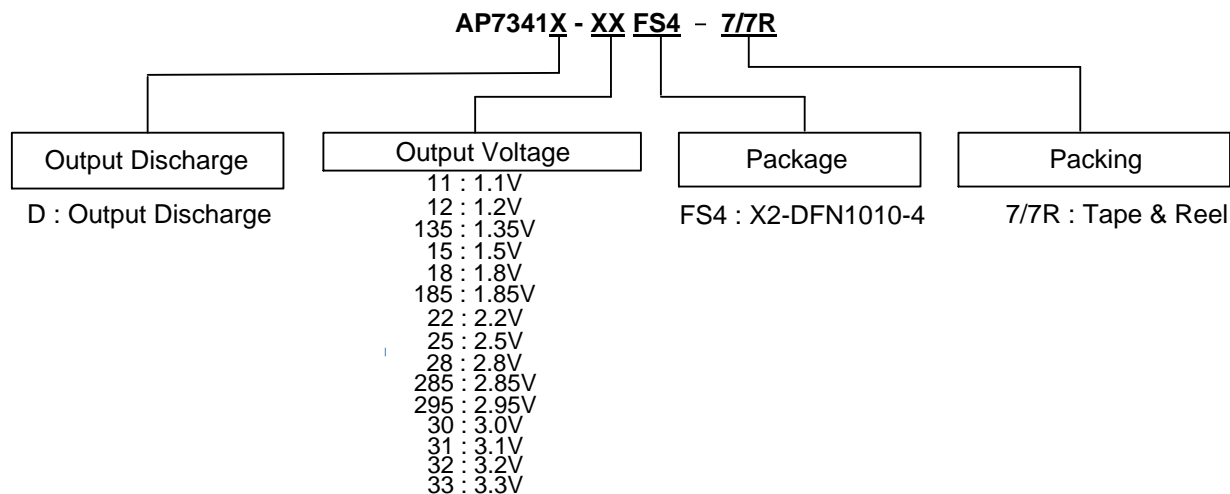 AP7341X - XX FS4 – 7/7R
Output Discharge
D : Output Discharge
Output Voltage
11 : 1.1V
12 : 1.2V
135 : 1.35V
15 : 1.5V
18 : 1.8V
185 : 1.85V
22 : 2.2V
25 : 2.5V
28 : 2.8V
285 : 2.85V
295 : 2.95V
30 : 3.0V
31 : 3.1V
32 : 3.2V
33 : 3.3V
Package
FS4 : X2-DFN1010-4
Packing
7/7R : Tape & Reel